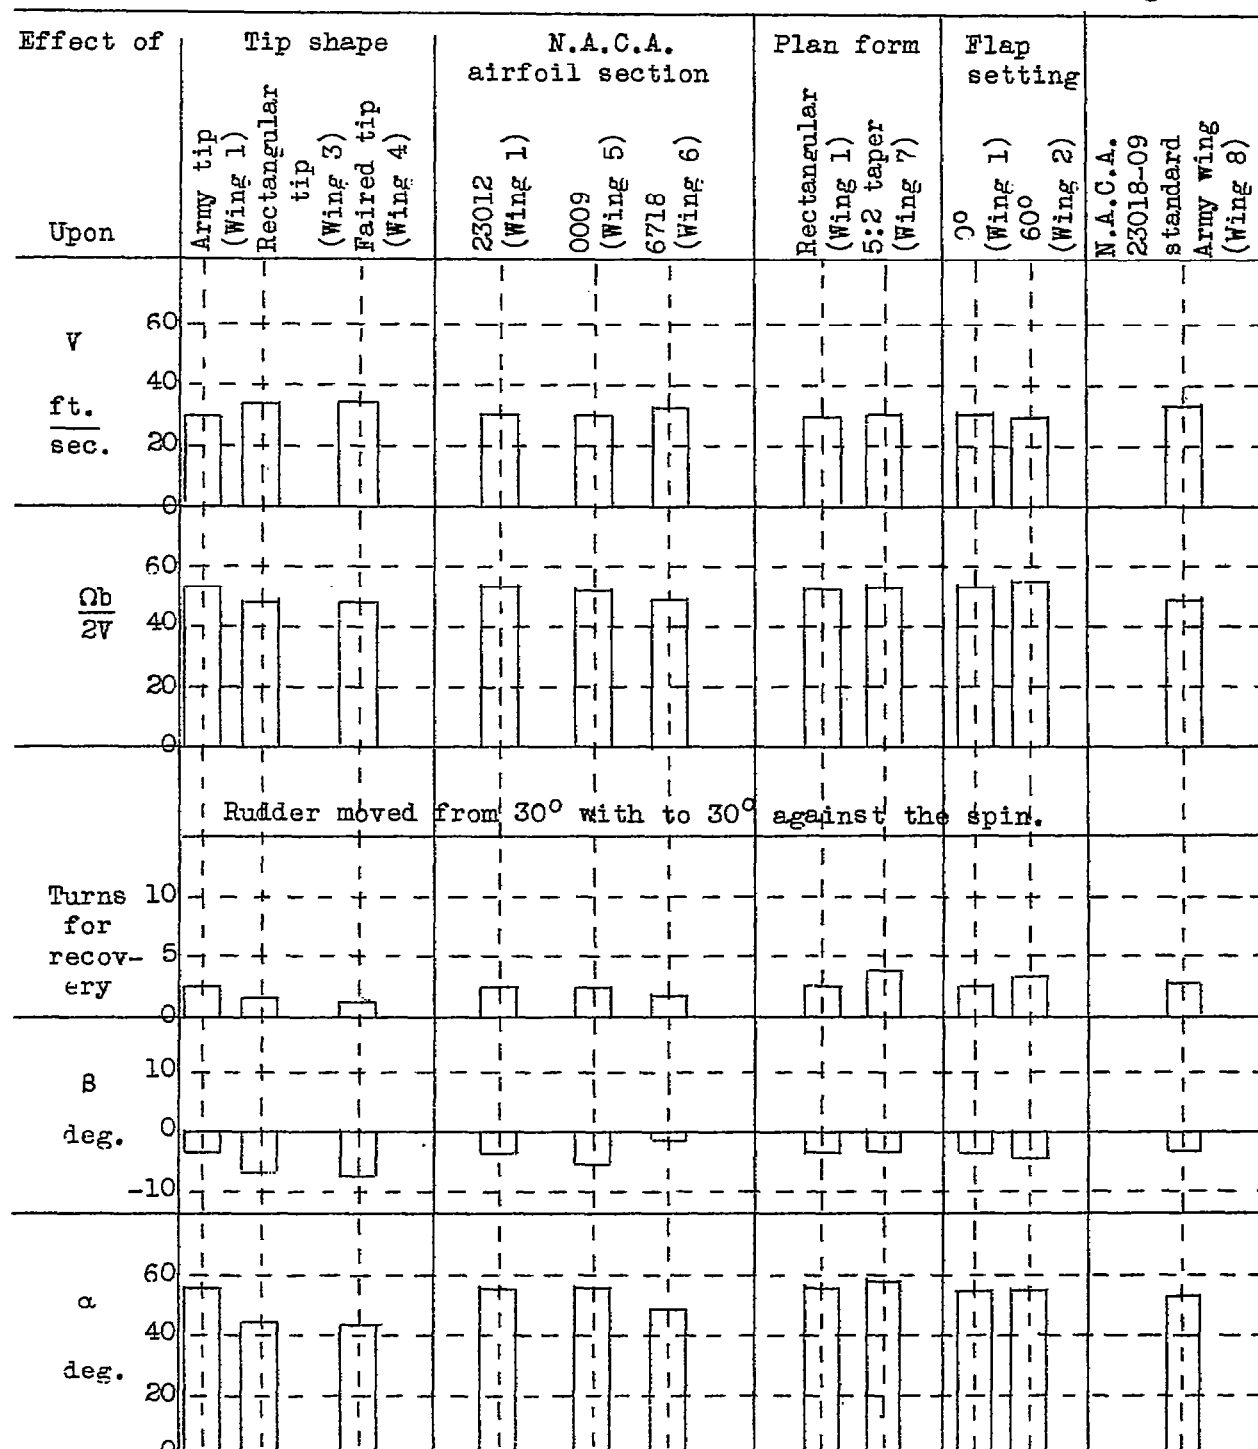 Effect of
Tip shape
N.A.C.A.
airfoil section
Plan form
Flap
setting
Upon
Army tip
(Wing 1)
Rectangular
tip
(Wing 3)
Faired tip
(Wing 4)
23012
(Wing 1)
0009
(Wing 5)
6718
(Wing 6)
Rectangular
(Wing 1)
5:2 taper
(Wing 7)
0°
(Wing 1)
60°
(Wing 2)
N.A.C.A.
23018-09
standard
Army wing
(Wing 8)
V
ft.
sec.
60
40
20
0
Ωb
2V
60
40
20
0
Rudder moved from 30° with to 30° against the spin.
Turns
for
recov-
ery
10
5
0
β
deg.
10
0
-10
α
deg.
60
40
20
0